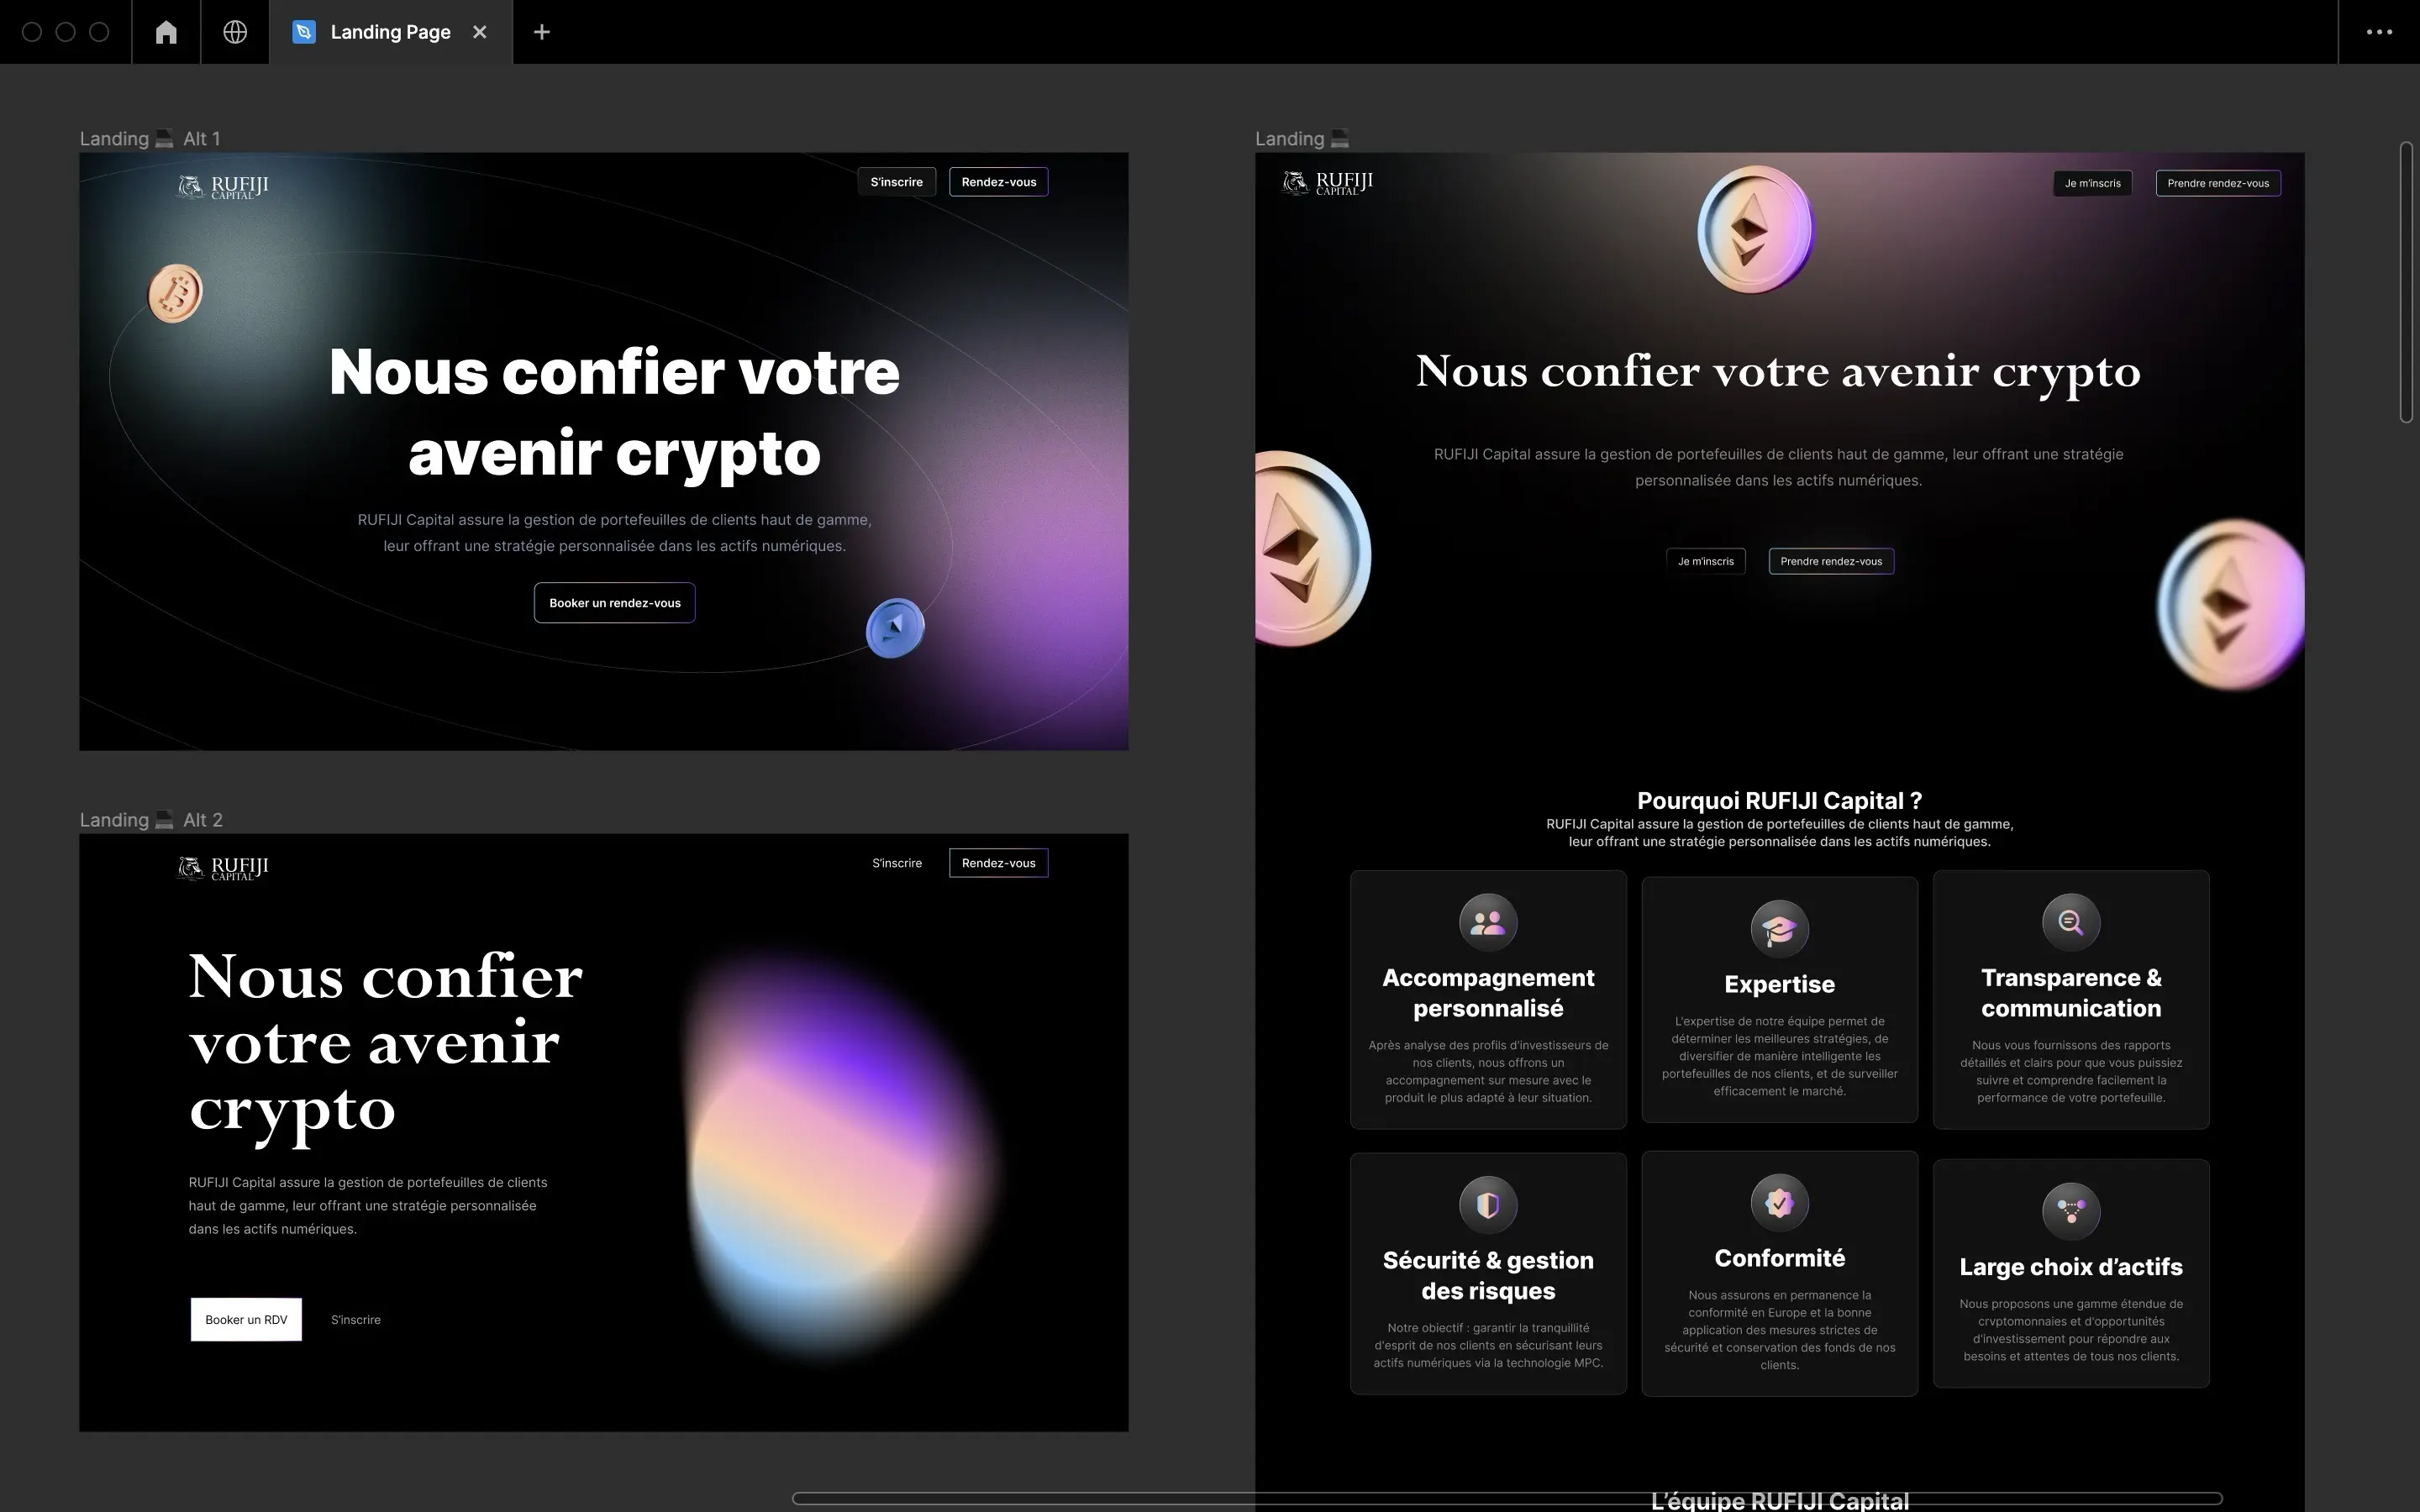 Landing Page
Landing Alt 1
RUFIJI
CAPITAL
S'inscrire
Rendez-vous
Nous confier votre
avenir crypto
RUFIJI Capital assure la gestion de portefeuilles de clients haut de gamme,
leur offrant une stratégie personnalisée dans les actifs numériques.
Booker un rendez-vous
Landing Alt 2
RUFIJI
CAPITAL
S'inscrire
Rendez-vous
Nous confier
votre avenir
crypto
RUFIJI Capital assure la gestion de portefeuilles de clients
haut de gamme, leur offrant une stratégie personnalisée
dans les actifs numériques.
Booker un RDV
S'inscrire
Landing
RUFIJI
CAPITAL
Je m'inscris
Prendre rendez-vous
Nous confier votre avenir crypto
RUFIJI Capital assure la gestion de portefeuilles de clients haut de gamme, leur offrant une stratégie
personnalisée dans les actifs numériques.
Je m'inscris
Prendre rendez-vous
Pourquoi RUFIJI Capital ?
RUFIJI Capital assure la gestion de portefeuilles de clients haut de gamme,
leur offrant une stratégie personnalisée dans les actifs numériques.
Accompagnement
personnalisé
Après analyse des profils d'investisseurs de
nos clients, nous offrons un
accompagnement sur mesure avec le
produit le plus adapté à leur situation.
Expertise
L'expertise de notre équipe permet de
déterminer les meilleures stratégies, de
diversifier de manière intelligente les
portefeuilles de nos clients, et de surveiller
efficacement le marché.
Transparence &
communication
Nous vous fournissons des rapports
détaillés et clairs pour que vous puissiez
suivre et comprendre facilement la
performance de votre portefeuille.
Sécurité & gestion
des risques
Notre objectif : garantir la tranquillité
d'esprit de nos clients en sécurisant leurs
actifs numériques via la technologie MPC.
Conformité
Nous assurons en permanence la
conformité en Europe et la bonne
application des mesures strictes de
sécurité et conservation des fonds de nos
clients.
Large choix d'actifs
Nous proposons une gamme étendue de
cryptomonnaies et d'opportunités
d'investissement pour répondre aux
besoins et attentes de tous nos clients.
L'équipe RUFIJI Capital